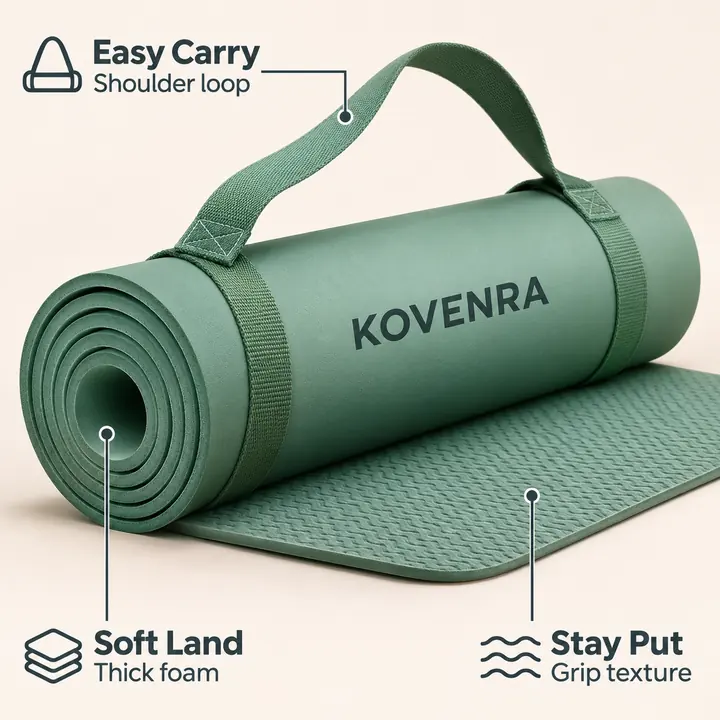 Easy Carry
Shoulder loop
KOVENRA
Soft Land
Thick foam
Stay Put
Grip texture